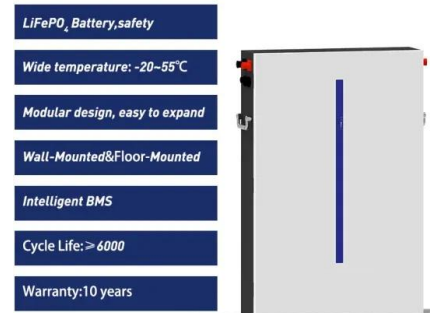 LiFePO₄ Battery,safety
Wide temperature: -20~55℃
Modular design, easy to expand
Wall-Mounted&Floor-Mounted
Intelligent BMS
Cycle Life:≥6000
Warranty:10 years